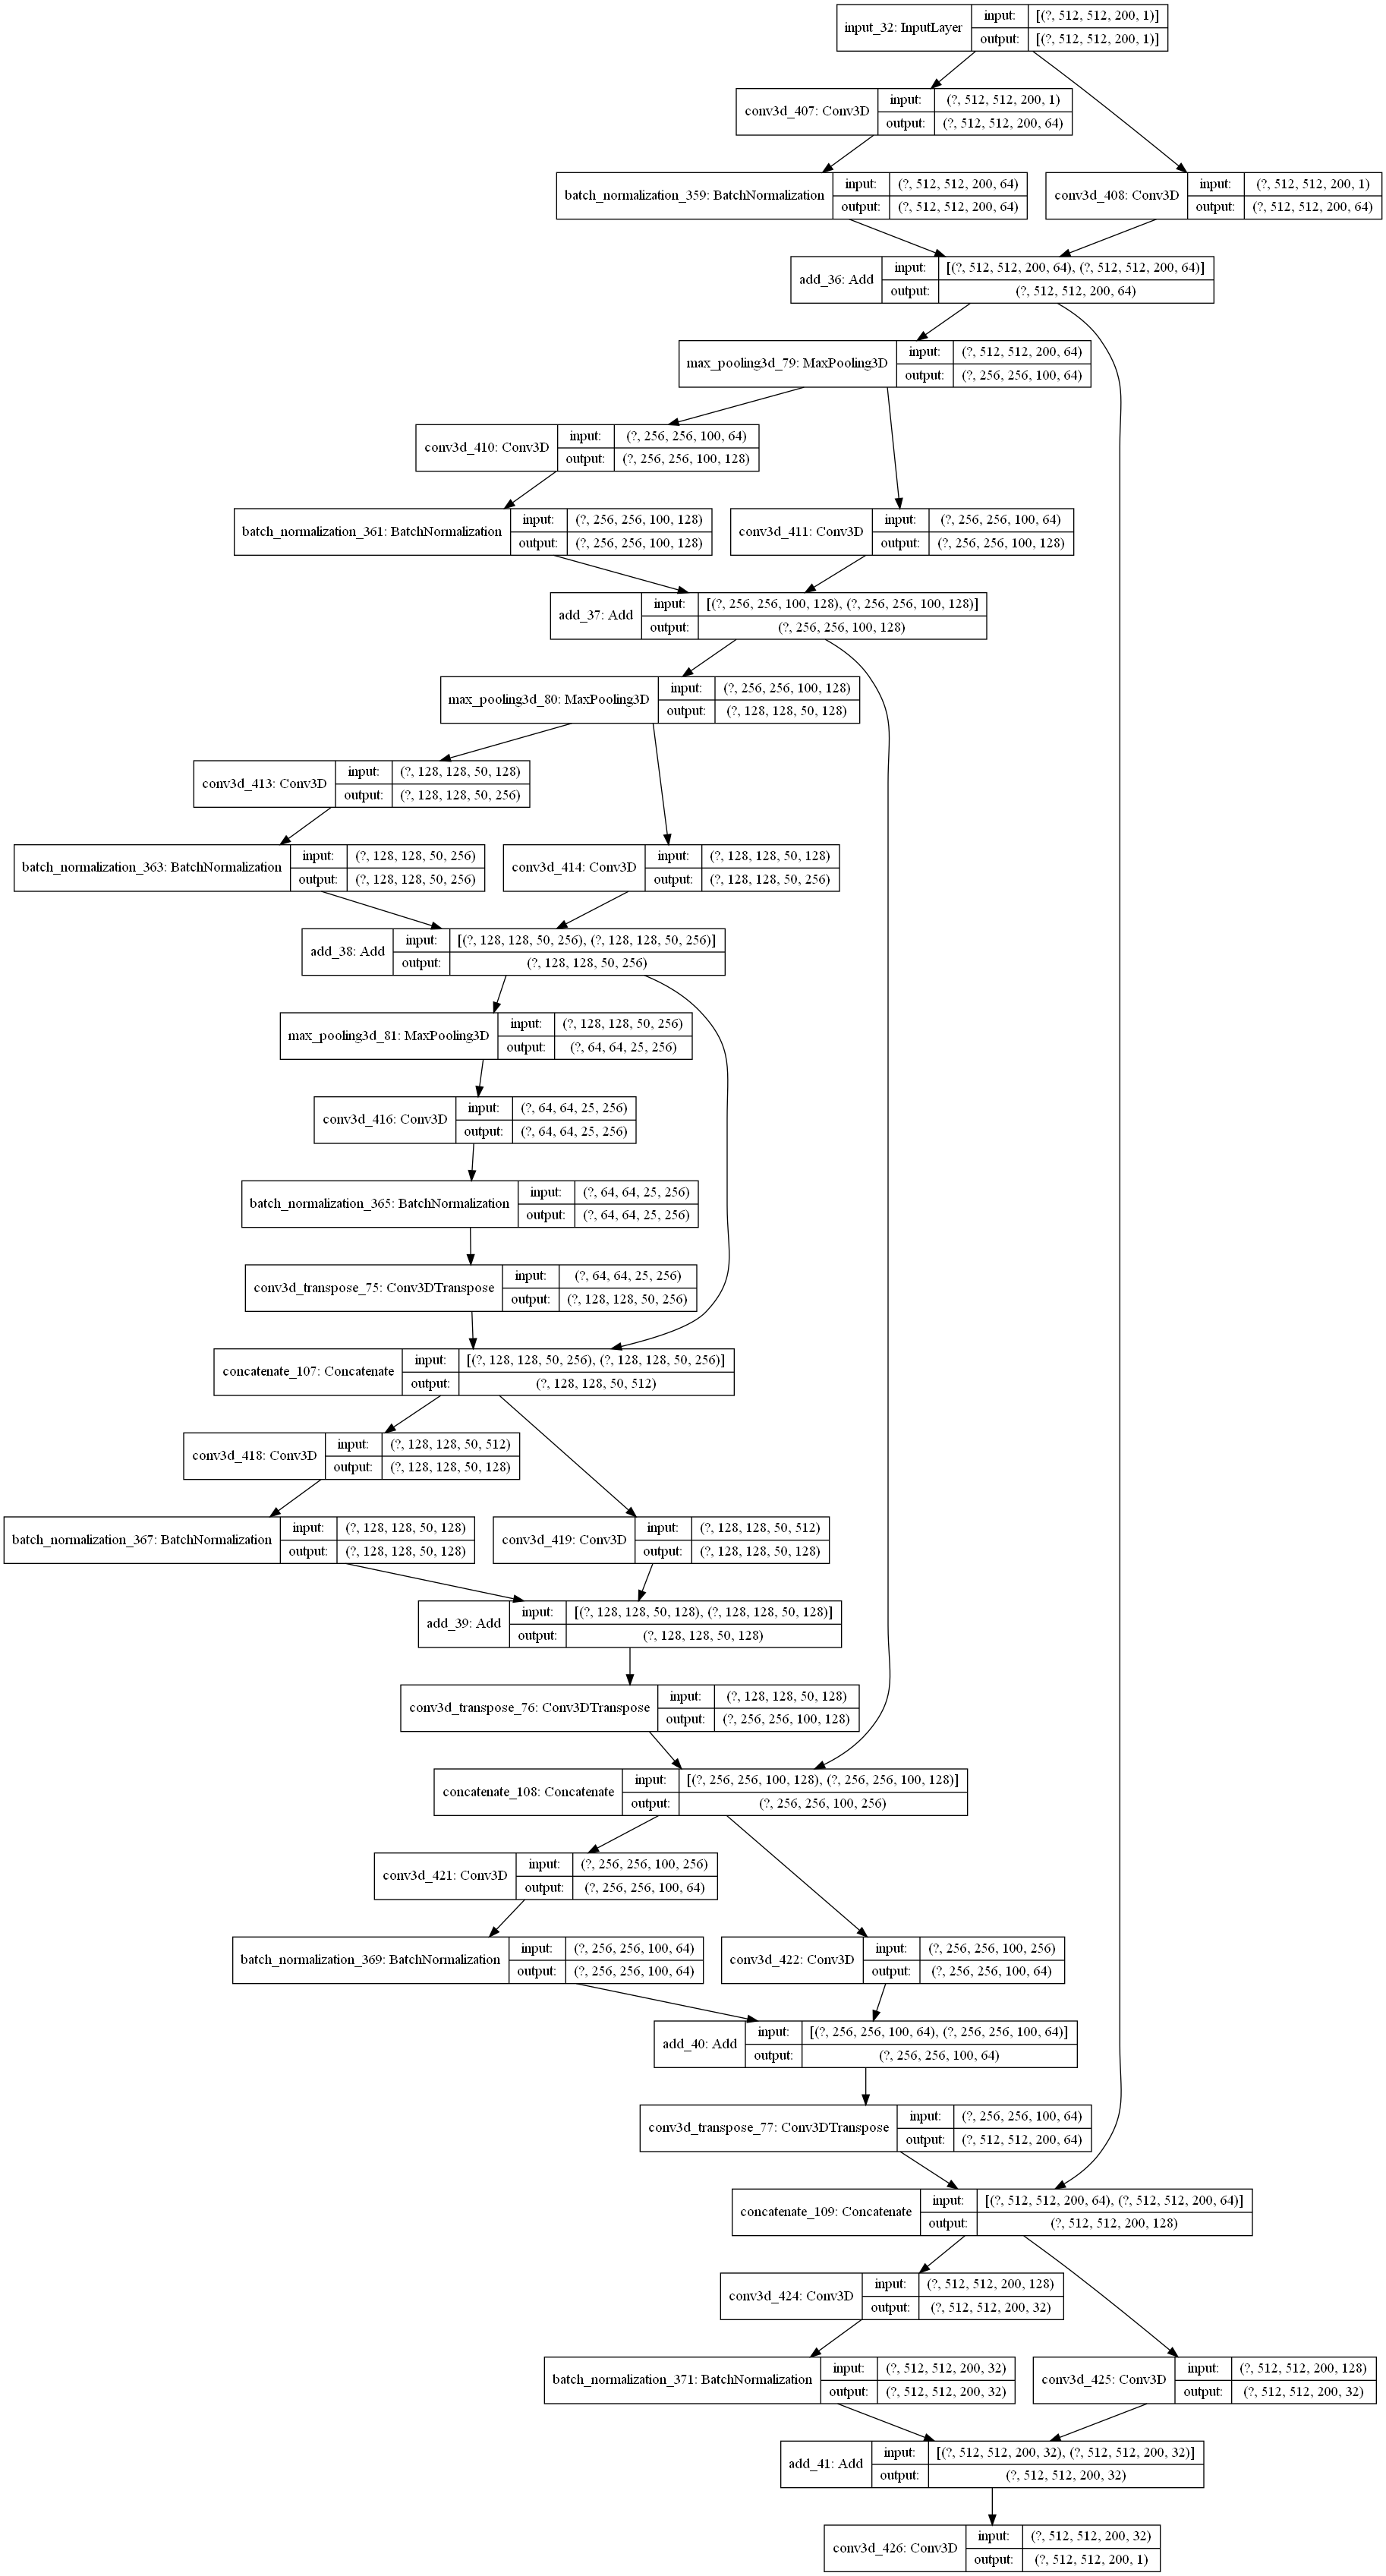 input_32: InputLayer
input: [(?, 512, 512, 200, 1)]
output: [(?, 512, 512, 200, 1)]
conv3d_407: Conv3D
input: (?, 512, 512, 200, 1)
output: (?, 512, 512, 200, 64)
batch_normalization_359: BatchNormalization
input: (?, 512, 512, 200, 64)
output: (?, 512, 512, 200, 64)
conv3d_408: Conv3D
input: (?, 512, 512, 200, 1)
output: (?, 512, 512, 200, 64)
add_36: Add
input: [(?, 512, 512, 200, 64), (?, 512, 512, 200, 64)]
output: (?, 512, 512, 200, 64)
max_pooling3d_79: MaxPooling3D
input: (?, 512, 512, 200, 64)
output: (?, 256, 256, 100, 64)
conv3d_410: Conv3D
input: (?, 256, 256, 100, 64)
output: (?, 256, 256, 100, 128)
batch_normalization_361: BatchNormalization
input: (?, 256, 256, 100, 128)
output: (?, 256, 256, 100, 128)
conv3d_411: Conv3D
input: (?, 256, 256, 100, 64)
output: (?, 256, 256, 100, 128)
add_37: Add
input: [(?, 256, 256, 100, 128), (?, 256, 256, 100, 128)]
output: (?, 256, 256, 100, 128)
max_pooling3d_80: MaxPooling3D
input: (?, 256, 256, 100, 128)
output: (?, 128, 128, 50, 128)
conv3d_413: Conv3D
input: (?, 128, 128, 50, 128)
output: (?, 128, 128, 50, 256)
batch_normalization_363: BatchNormalization
input: (?, 128, 128, 50, 256)
output: (?, 128, 128, 50, 256)
conv3d_414: Conv3D
input: (?, 128, 128, 50, 128)
output: (?, 128, 128, 50, 256)
add_38: Add
input: [(?, 128, 128, 50, 256), (?, 128, 128, 50, 256)]
output: (?, 128, 128, 50, 256)
max_pooling3d_81: MaxPooling3D
input: (?, 128, 128, 50, 256)
output: (?, 64, 64, 25, 256)
conv3d_416: Conv3D
input: (?, 64, 64, 25, 256)
output: (?, 64, 64, 25, 256)
batch_normalization_365: BatchNormalization
input: (?, 64, 64, 25, 256)
output: (?, 64, 64, 25, 256)
conv3d_transpose_75: Conv3DTranspose
input: (?, 64, 64, 25, 256)
output: (?, 128, 128, 50, 256)
concatenate_107: Concatenate
input: [(?, 128, 128, 50, 256), (?, 128, 128, 50, 256)]
output: (?, 128, 128, 50, 512)
conv3d_418: Conv3D
input: (?, 128, 128, 50, 512)
output: (?, 128, 128, 50, 128)
batch_normalization_367: BatchNormalization
input: (?, 128, 128, 50, 128)
output: (?, 128, 128, 50, 128)
conv3d_419: Conv3D
input: (?, 128, 128, 50, 512)
output: (?, 128, 128, 50, 128)
add_39: Add
input: [(?, 128, 128, 50, 128), (?, 128, 128, 50, 128)]
output: (?, 128, 128, 50, 128)
conv3d_transpose_76: Conv3DTranspose
input: (?, 128, 128, 50, 128)
output: (?, 256, 256, 100, 128)
concatenate_108: Concatenate
input: [(?, 256, 256, 100, 128), (?, 256, 256, 100, 128)]
output: (?, 256, 256, 100, 256)
conv3d_421: Conv3D
input: (?, 256, 256, 100, 256)
output: (?, 256, 256, 100, 64)
batch_normalization_369: BatchNormalization
input: (?, 256, 256, 100, 64)
output: (?, 256, 256, 100, 64)
conv3d_422: Conv3D
input: (?, 256, 256, 100, 256)
output: (?, 256, 256, 100, 64)
add_40: Add
input: [(?, 256, 256, 100, 64), (?, 256, 256, 100, 64)]
output: (?, 256, 256, 100, 64)
conv3d_transpose_77: Conv3DTranspose
input: (?, 256, 256, 100, 64)
output: (?, 512, 512, 200, 64)
concatenate_109: Concatenate
input: [(?, 512, 512, 200, 64), (?, 512, 512, 200, 64)]
output: (?, 512, 512, 200, 128)
conv3d_424: Conv3D
input: (?, 512, 512, 200, 128)
output: (?, 512, 512, 200, 32)
batch_normalization_371: BatchNormalization
input: (?, 512, 512, 200, 32)
output: (?, 512, 512, 200, 32)
conv3d_425: Conv3D
input: (?, 512, 512, 200, 128)
output: (?, 512, 512, 200, 32)
add_41: Add
input: [(?, 512, 512, 200, 32), (?, 512, 512, 200, 32)]
output: (?, 512, 512, 200, 32)
conv3d_426: Conv3D
input: (?, 512, 512, 200, 32)
output: (?, 512, 512, 200, 1)